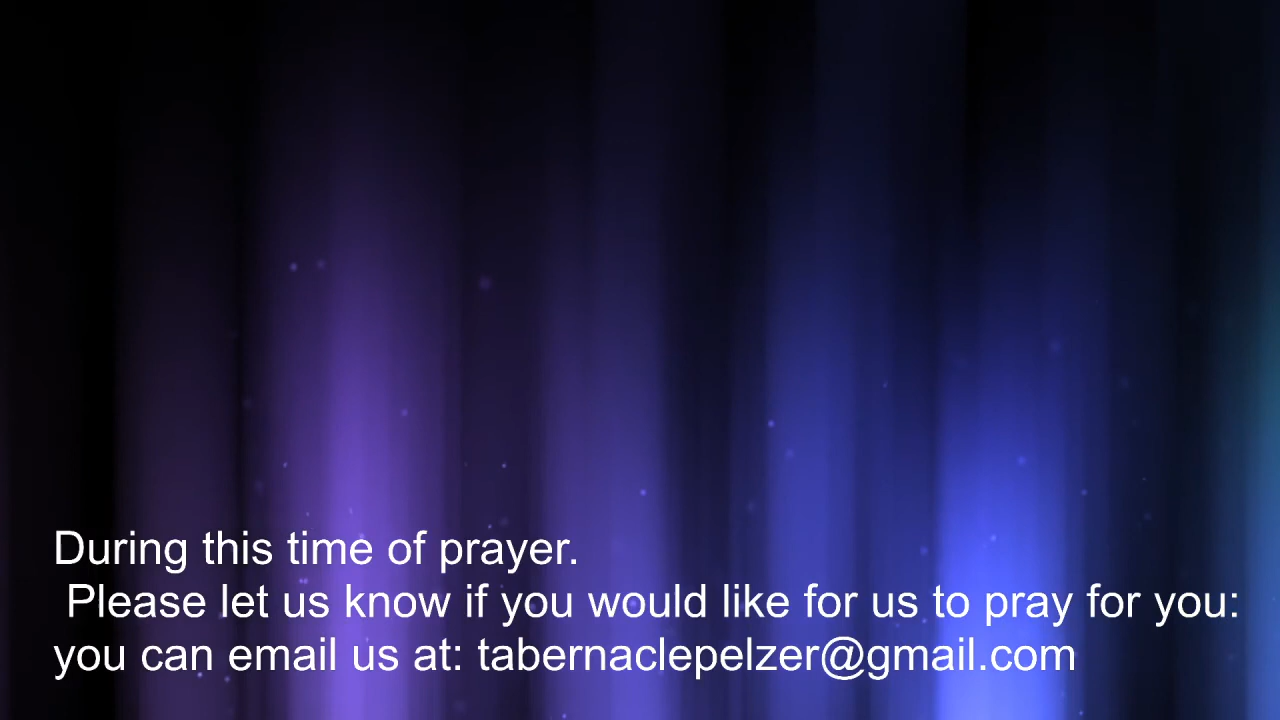 During this time of prayer.
Please let us know if you would like for us to pray for you:
you can email us at: tabernaclepelzer@gmail.com